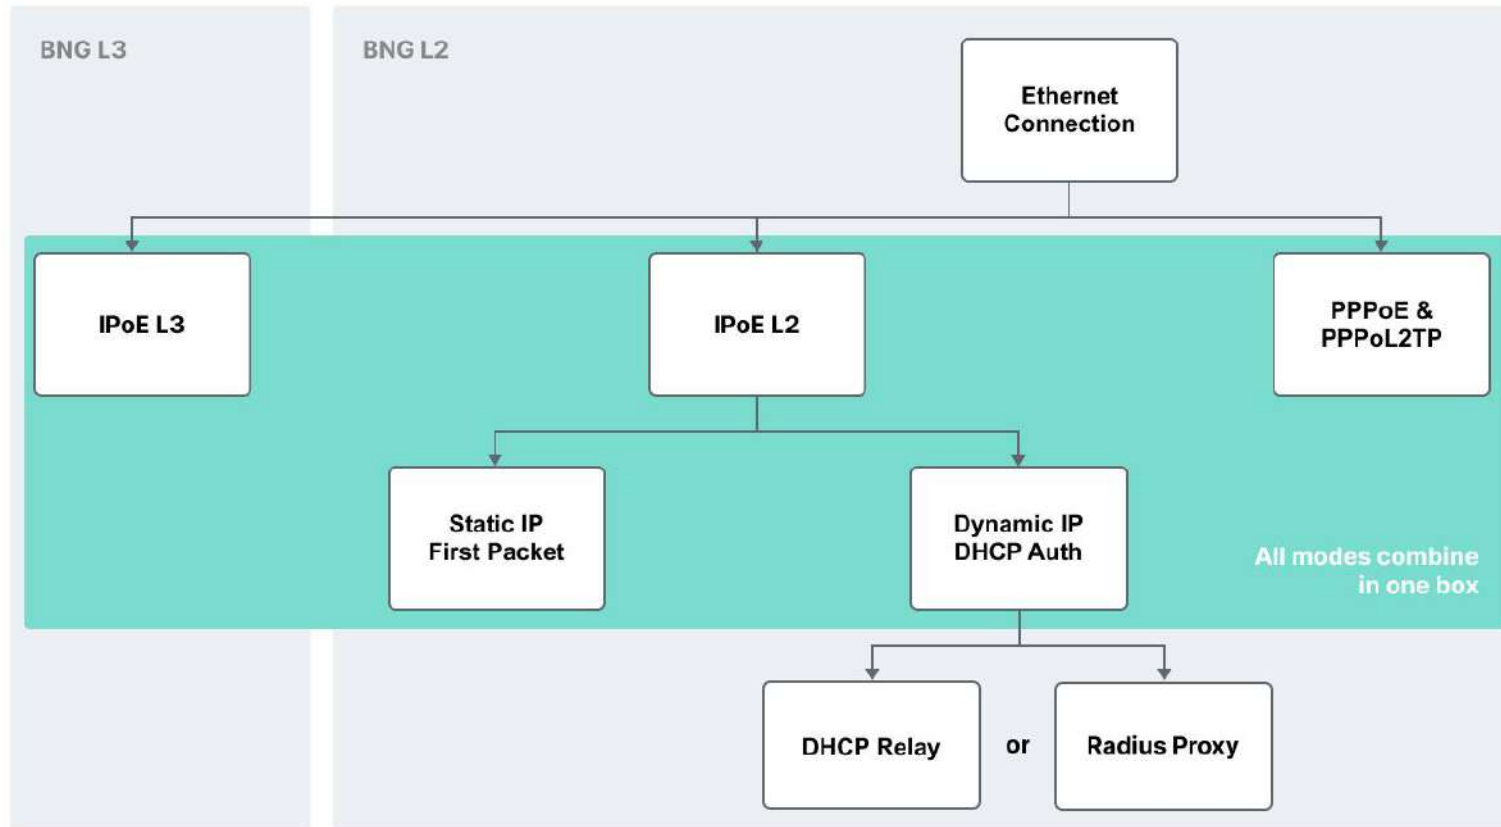 BNG L3
BNG L2
Ethernet
Connection
IPoE L3
IPoE L2
PPPoE &
PPPoL2TP
Static IP
First Packet
Dynamic IP
DHCP Auth
All modes combine
in one box
DHCP Relay
or
Radius Proxy